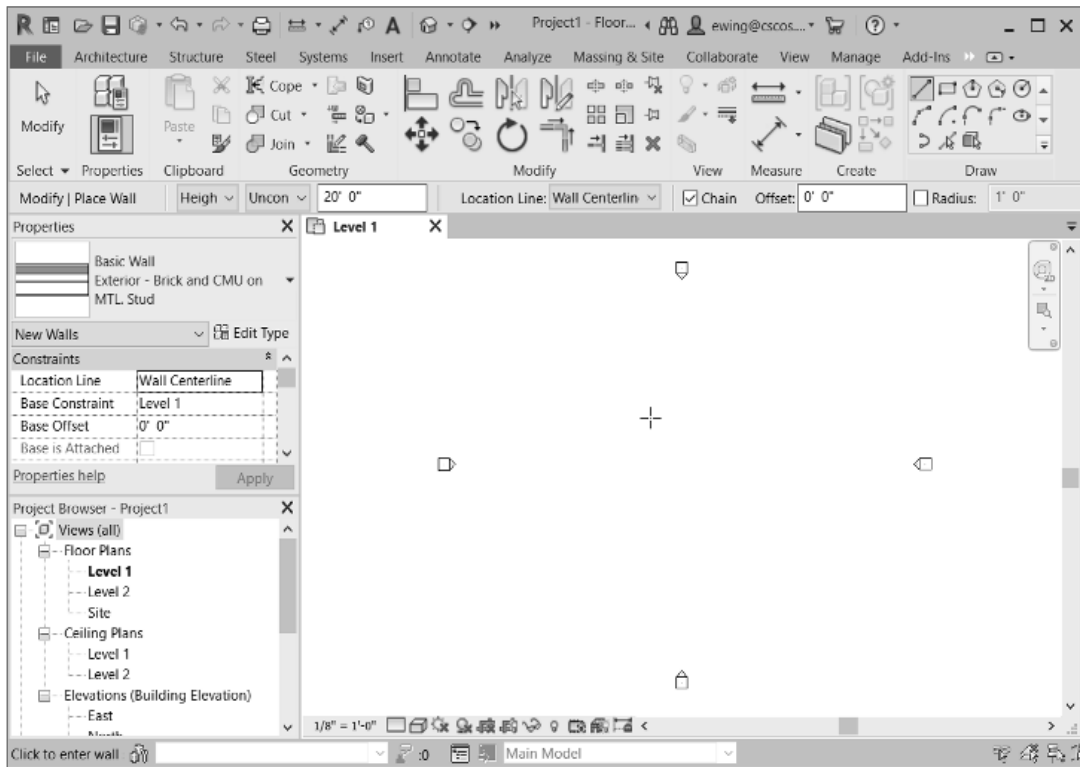 Project1 - Floor... ewing@cscos...
File Architecture Structure Steel Systems Insert Annotate Analyze Massing & Site Collaborate View Manage Add-Ins
Modify Paste Cope Cut Join
Select Properties Clipboard Geometry Modify View Measure Create Draw
Modify | Place Wall Heigh Uncon 20' 0" Location Line: Wall Centerlin Chain Offset: 0' 0" Radius: 1' 0"
Properties
Level 1
Basic Wall
Exterior - Brick and CMU on
MTL. Stud
New Walls Edit Type
Constraints
Location Line Wall Centerline
Base Constraint Level 1
Base Offset 0' 0"
Base is Attached
Properties help Apply
Project Browser - Project1
Views (all)
Floor Plans
Level 1
Level 2
Site
Ceiling Plans
Level 1
Level 2
Elevations (Building Elevation)
East
North
1/8" = 1'-0"
Click to enter wall :0 Main Model